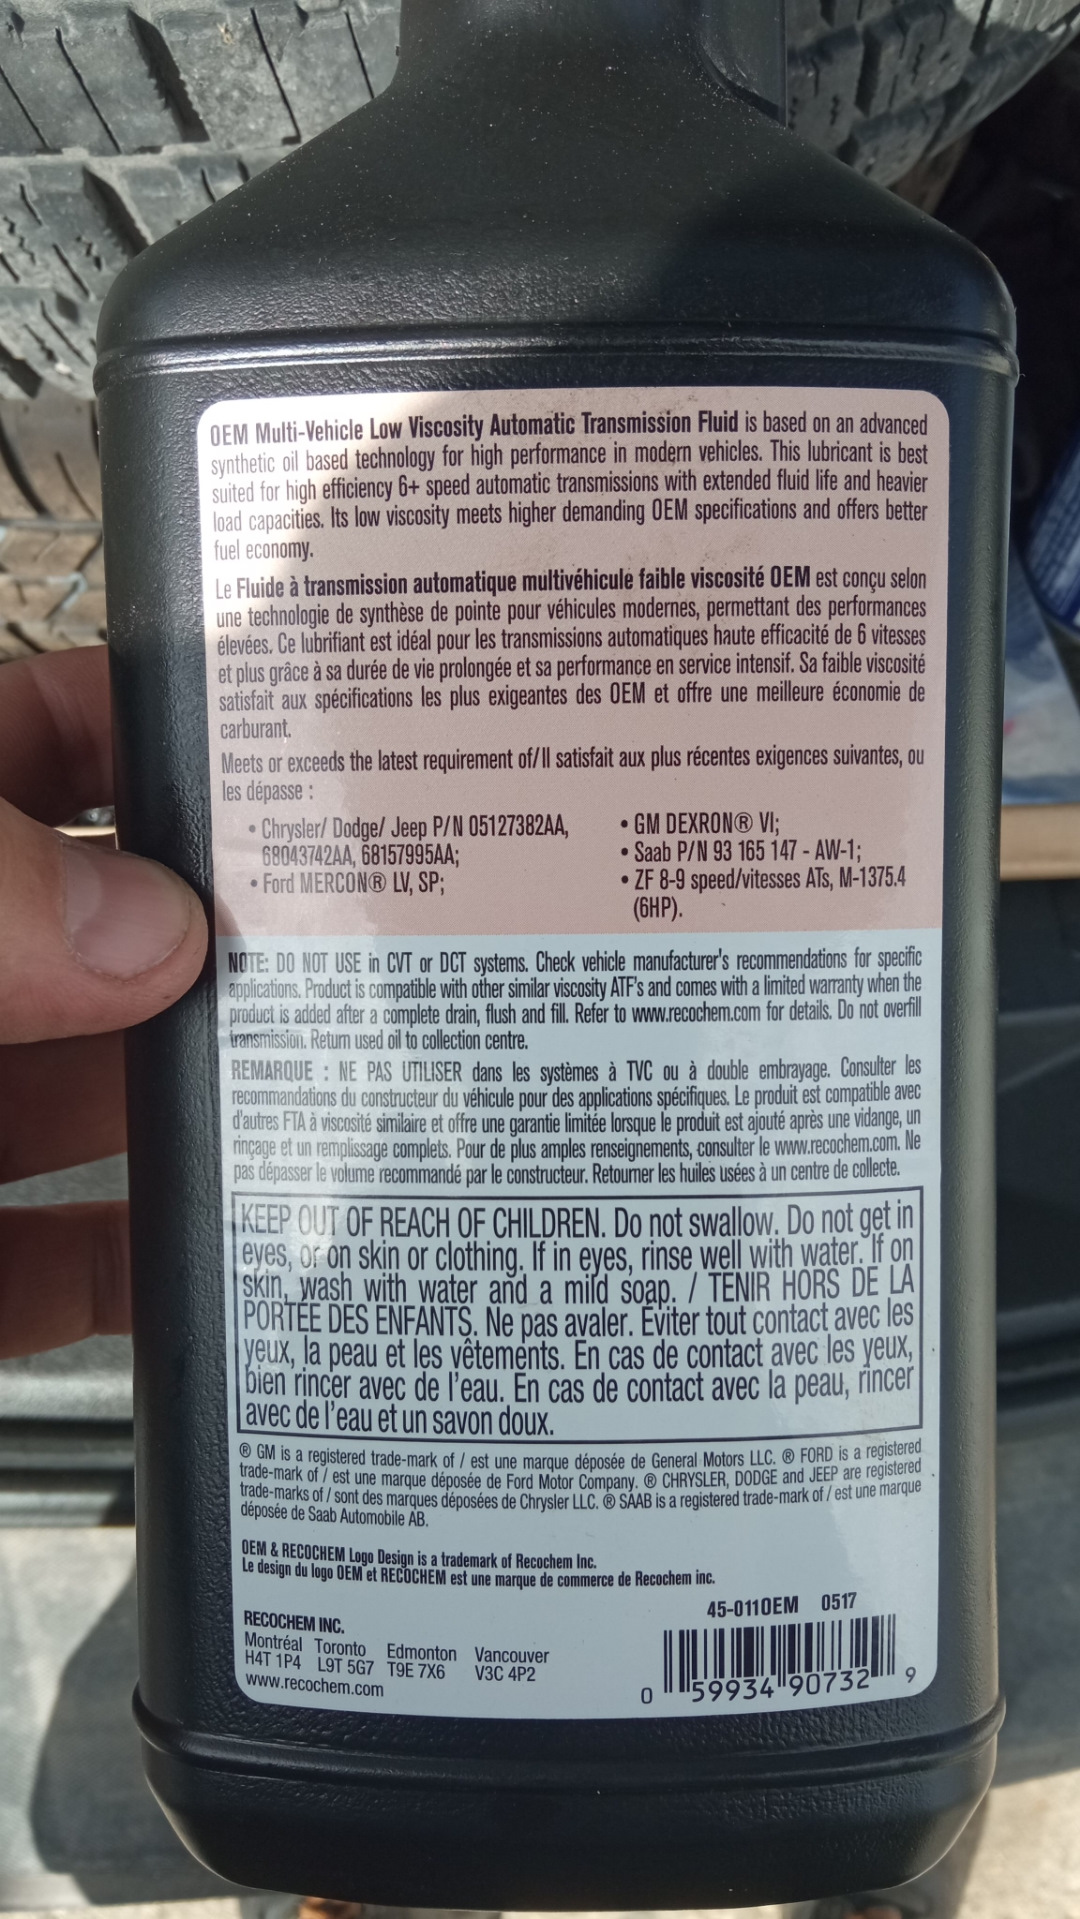 OEM Multi-Vehicle Low Viscosity Automatic Transmission Fluid is based on an advanced
synthetic oil based technology for high performance in modern vehicles. This lubricant is best
suited for high efficiency 6+ speed automatic transmissions with extended fluid life and heavier
load capacities. Its low viscosity meets higher demanding OEM specifications and offers better
fuel economy.
Le Fluide à transmission automatique multivéhicule faible viscosité OEM est conçu selon
une technologie de synthèse de pointe pour véhicules modernes, permettant des performances
élevées. Ce lubrifiant est idéal pour les transmissions automatiques haute efficacité de 6 vitesses
et plus grâce à sa durée de vie prolongée et sa performance en service intensif. Sa faible viscosité
satisfait aux spécifications les plus exigeantes des OEM et offre une meilleure économie de
carburant.
Meets or exceeds the latest requirement of/Il satisfait aux plus récentes exigences suivantes, ou
les dépasse :
• Chrysler/ Dodge/ Jeep P/N 05127382AA,
68043742AA, 68157995AA;
• Ford MERCON® LV, SP;
• GM DEXRON® VI;
• Saab P/N 93 165 147 - AW-1;
• ZF 8-9 speed/vitesses ATs, M-1375.4
(6HP).
NOTE: DO NOT USE in CVT or DCT systems. Check vehicle manufacturer's recommendations for specific
applications. Product is compatible with other similar viscosity ATF's and comes with a limited warranty when the
product is added after a complete drain, flush and fill. Refer to www.recochem.com for details. Do not overfill
transmission. Return used oil to collection centre.
REMARQUE : NE PAS UTILISER dans les systèmes à TVC ou à double embrayage. Consulter les
recommandations du constructeur du véhicule pour des applications spécifiques. Le produit est compatible avec
d'autres FTA à viscosité similaire et offre une garantie limitée lorsque le produit est ajouté après une vidange, un
rinçage et un remplissage complets. Pour de plus amples renseignements, consulter le www.recochem.com. Ne
pas dépasser le volume recommandé par le constructeur. Retourner les huiles usées à un centre de collecte.
KEEP OUT OF REACH OF CHILDREN. Do not swallow. Do not get in
eyes, or on skin or clothing. If in eyes, rinse well with water. If on
skin, wash with water and a mild soap. / TENIR HORS DE LA
PORTÉE DES ENFANTS. Ne pas avaler. Éviter tout contact avec les
yeux, la peau et les vêtements. En cas de contact avec les yeux,
bien rincer avec de l'eau. En cas de contact avec la peau, rincer
avec de l'eau et un savon doux.
® GM is a registered trade-mark of / est une marque déposée de General Motors LLC. ® FORD is a registered
trade-mark of / est une marque déposée de Ford Motor Company. ® CHRYSLER, DODGE and JEEP are registered
trade-marks of / sont des marques déposées de Chrysler LLC. ® SAAB is a registered trade-mark of / est une marque
déposée de Saab Automobile AB.
OEM & RECOCHEM Logo Design is a trademark of Recochem Inc.
Le design du logo OEM et RECOCHEM est une marque de commerce de Recochem inc.
45-011OEM 0517
RECOCHEM INC.
Montréal Toronto Edmonton Vancouver
H4T 1P4 L9T 5G7 T9E 7X6 V3C 4P2
www.recochem.com
0 59934 90732 9